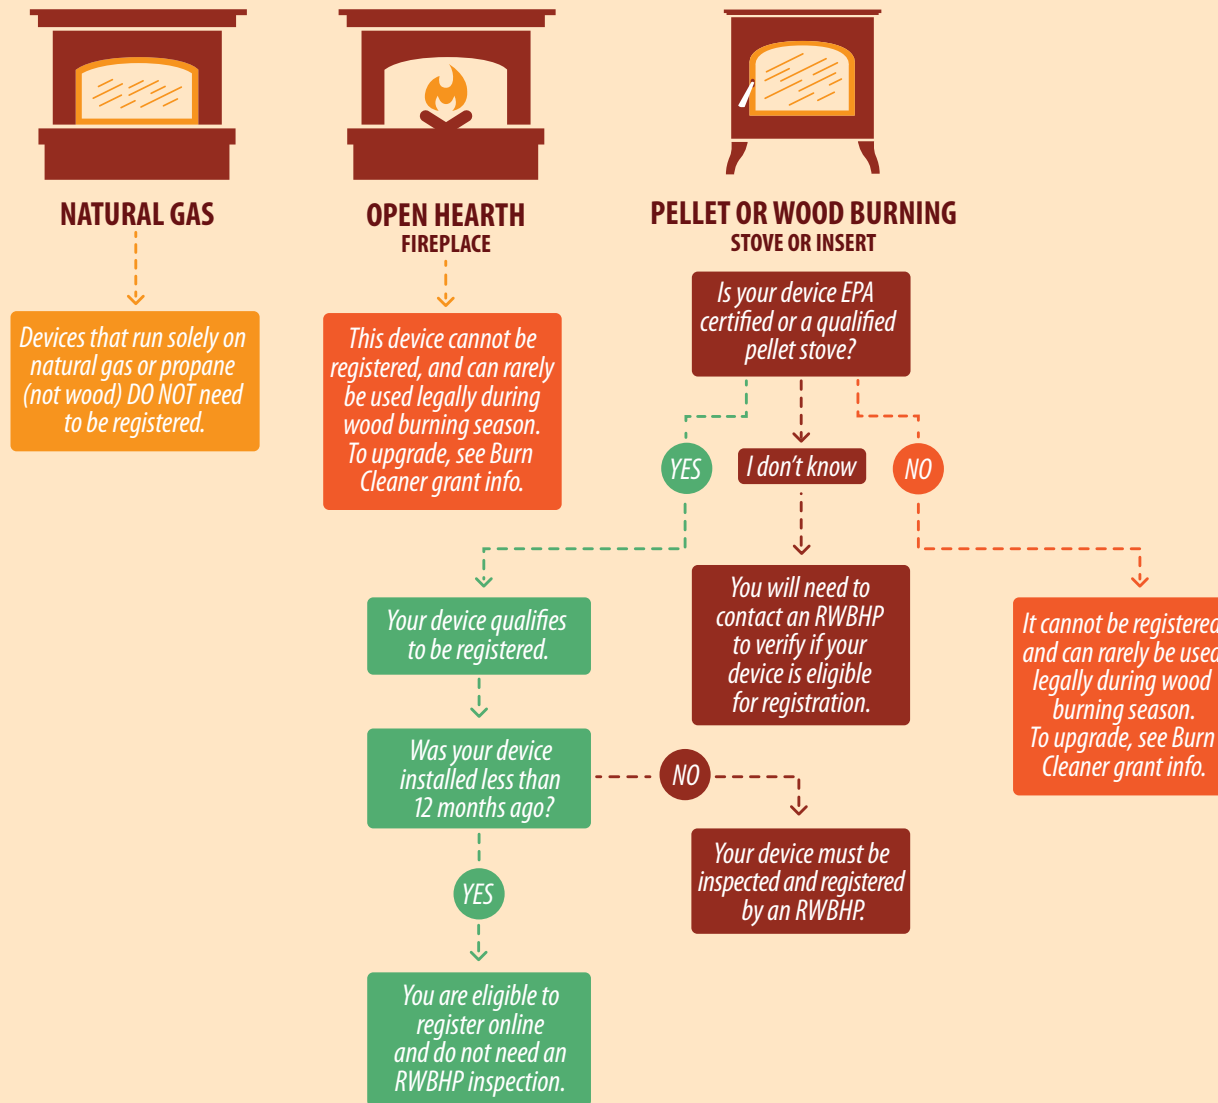 NATURAL GAS
Devices that run solely on
natural gas or propane
(not wood) DO NOT need
to be registered.
OPEN HEARTH
FIREPLACE
This device cannot be
registered, and can rarely
be used legally during
wood burning season.
To upgrade, see Burn
Cleaner grant info.
PELLET OR WOOD BURNING
STOVE OR INSERT
Is your device EPA
certified or a qualified
pellet stove?
YES
I don't know
NO
Your device qualifies
to be registered.
You will need to
contact an RWBHP
to verify if your
device is eligible
for registration.
It cannot be registered
and can rarely be used
legally during wood
burning season.
To upgrade, see Burn
Cleaner grant info.
Was your device
installed less than
12 months ago?
NO
Your device must be
inspected and registered
by an RWBHP.
YES
You are eligible to
register online
and do not need an
RWBHP inspection.